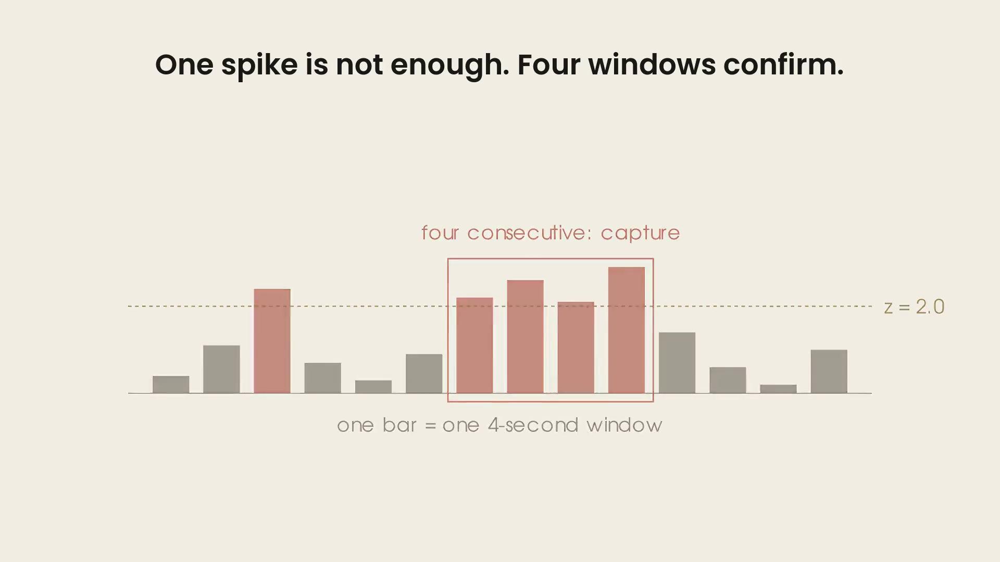 One spike is not enough. Four windows confirm.
four consecutive: capture
z = 2.0
one bar = one 4-second window